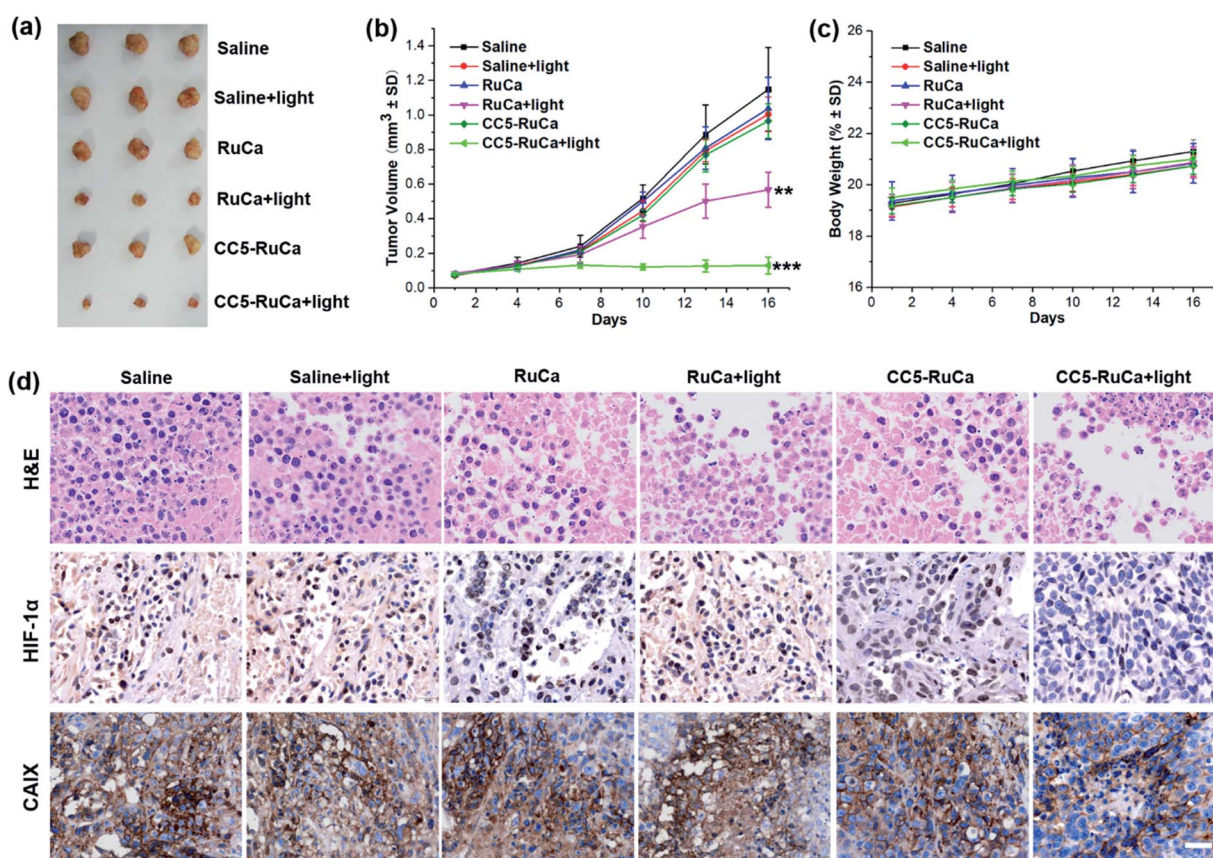 (a)
Saline
Saline+light
RuCa
RuCa+light
CC5-RuCa
CC5-RuCa+light
(b)
Saline
Saline+light
RuCa
RuCa+light
CC5-RuCa
CC5-RuCa+light
1.4
1.2
1.0
0.8
0.6
0.4
0.2
0.0
Tumor Volume (mm³ ± SD)
**
***
0 2 4 6 8 10 12 14 16
Days
(c)
Saline
Saline+light
RuCa
RuCa+light
CC5-RuCa
CC5-RuCa+light
26
24
22
20
18
16
Body Weight (% ± SD)
0 2 4 6 8 10 12 14 16
Days
(d)
Saline Saline+light RuCa RuCa+light CC5-RuCa CC5-RuCa+light
H&E
HIF-1α
CAIX